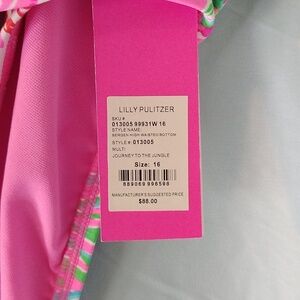 LILLY PULITZER
SKU #
013005 99931W 16
STYLE NAME:
BERGEN HIGH WAISTED BOTTOM
STYLE # 013005
MULTI
JOURNEY TO THE JUNGLE
Size: 16
889069 996598
MANUFACTURER'S SUGGESTED PRICE
$88.00